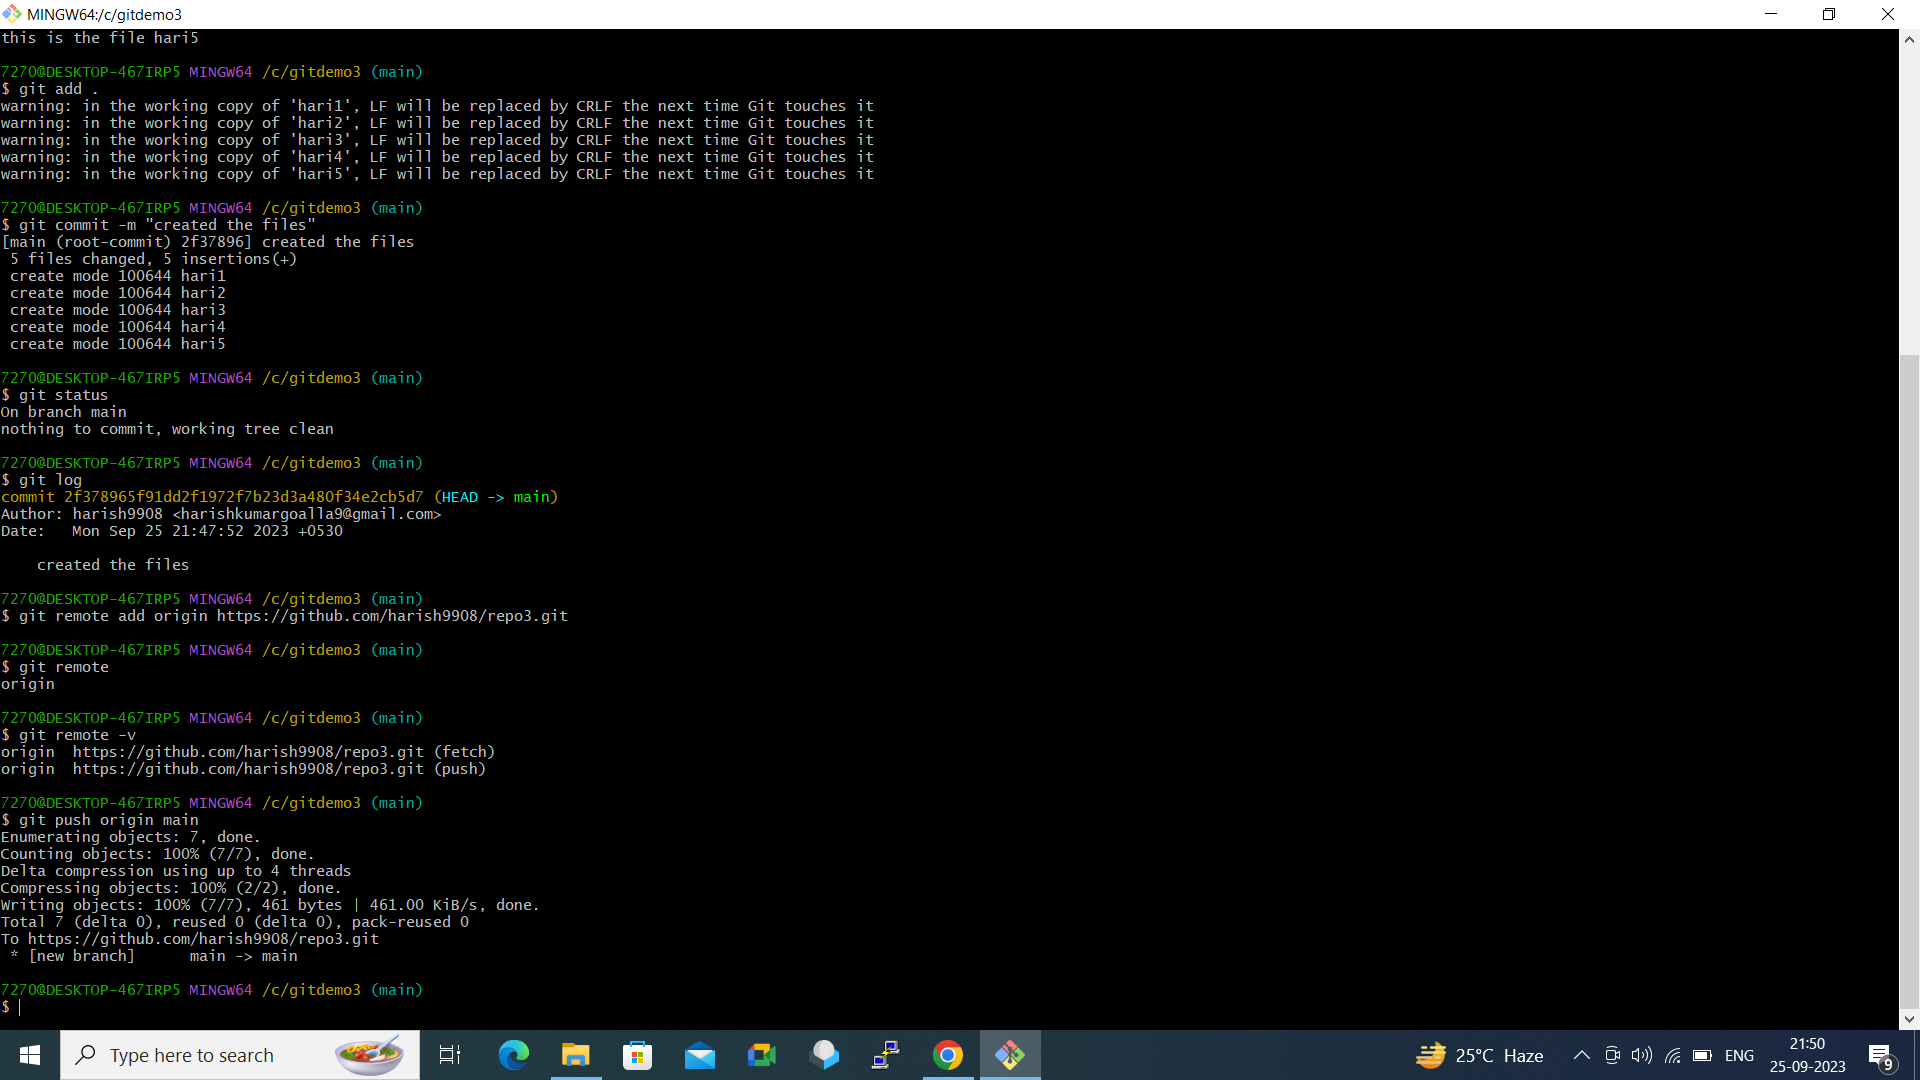 MINGW64:/c/gitdemo3
this is the file hari5
7270@DESKTOP-467IRP5 MINGW64 /c/gitdemo3 (main)
$ git add .
warning: in the working copy of 'hari1', LF will be replaced by CRLF the next time Git touches it
warning: in the working copy of 'hari2', LF will be replaced by CRLF the next time Git touches it
warning: in the working copy of 'hari3', LF will be replaced by CRLF the next time Git touches it
warning: in the working copy of 'hari4', LF will be replaced by CRLF the next time Git touches it
warning: in the working copy of 'hari5', LF will be replaced by CRLF the next time Git touches it
7270@DESKTOP-467IRP5 MINGW64 /c/gitdemo3 (main)
$ git commit -m "created the files"
[main (root-commit) 2f37896] created the files
 5 files changed, 5 insertions(+)
 create mode 100644 hari1
 create mode 100644 hari2
 create mode 100644 hari3
 create mode 100644 hari4
 create mode 100644 hari5
7270@DESKTOP-467IRP5 MINGW64 /c/gitdemo3 (main)
$ git status
On branch main
nothing to commit, working tree clean
7270@DESKTOP-467IRP5 MINGW64 /c/gitdemo3 (main)
$ git log
commit 2f378965f91dd2f1972f7b23d3a480f34e2cb5d7 (HEAD -> main)
Author: harish9908 <harishkumargoalla9@gmail.com>
Date:   Mon Sep 25 21:47:52 2023 +0530
    created the files
7270@DESKTOP-467IRP5 MINGW64 /c/gitdemo3 (main)
$ git remote add origin https://github.com/harish9908/repo3.git
7270@DESKTOP-467IRP5 MINGW64 /c/gitdemo3 (main)
$ git remote
origin
7270@DESKTOP-467IRP5 MINGW64 /c/gitdemo3 (main)
$ git remote -v
origin  https://github.com/harish9908/repo3.git (fetch)
origin  https://github.com/harish9908/repo3.git (push)
7270@DESKTOP-467IRP5 MINGW64 /c/gitdemo3 (main)
$ git push origin main
Enumerating objects: 7, done.
Counting objects: 100% (7/7), done.
Delta compression using up to 4 threads
Compressing objects: 100% (2/2), done.
Writing objects: 100% (7/7), 461 bytes | 461.00 KiB/s, done.
Total 7 (delta 0), reused 0 (delta 0), pack-reused 0
To https://github.com/harish9908/repo3.git
 * [new branch]      main -> main
7270@DESKTOP-467IRP5 MINGW64 /c/gitdemo3 (main)
$
Type here to search
25°C Haze
ENG
21:50
25-09-2023
9